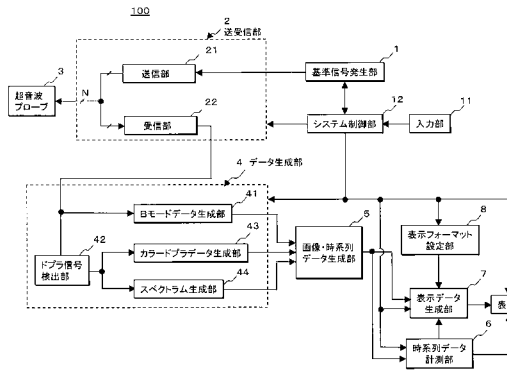 100
2
送受信部
21
送信部
1
基準信号発生部
3
超音波
プローブ
N
22
受信部
12
システム制御部
11
入力部
4
データ生成部
41
Bモードデータ生成部
42
ドプラ信号
検出部
43
カラードプラデータ生成部
44
スペクトラム生成部
5
画像・時系列
データ生成部
8
表示フォーマット
設定部
7
表示データ
生成部
表
6
時系列データ
計測部